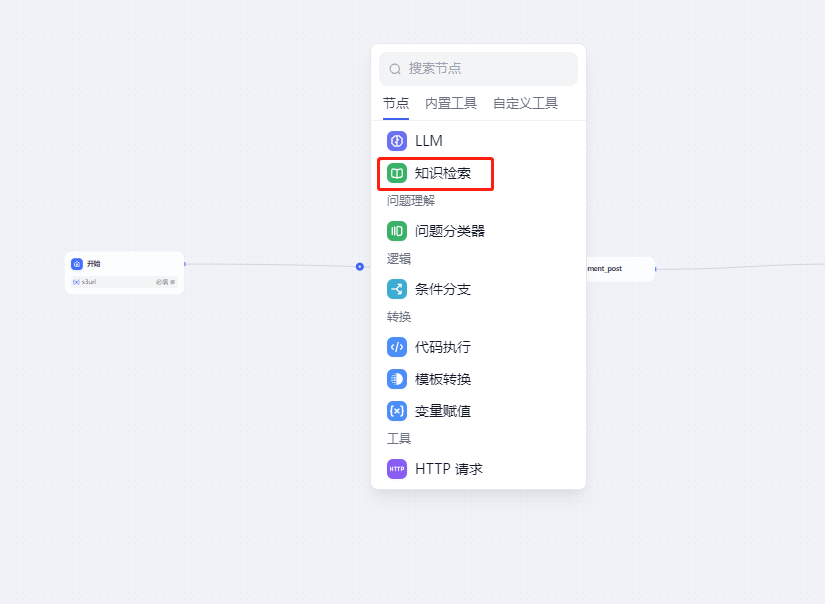 搜索节点
节点 内置工具 自定义工具
LLM
知识检索
问题理解
问题分类器
逻辑
条件分支
转换
代码执行
模板转换
变量赋值
工具
HTTP HTTP 请求
开始
{x} s3url 必填
ment_post